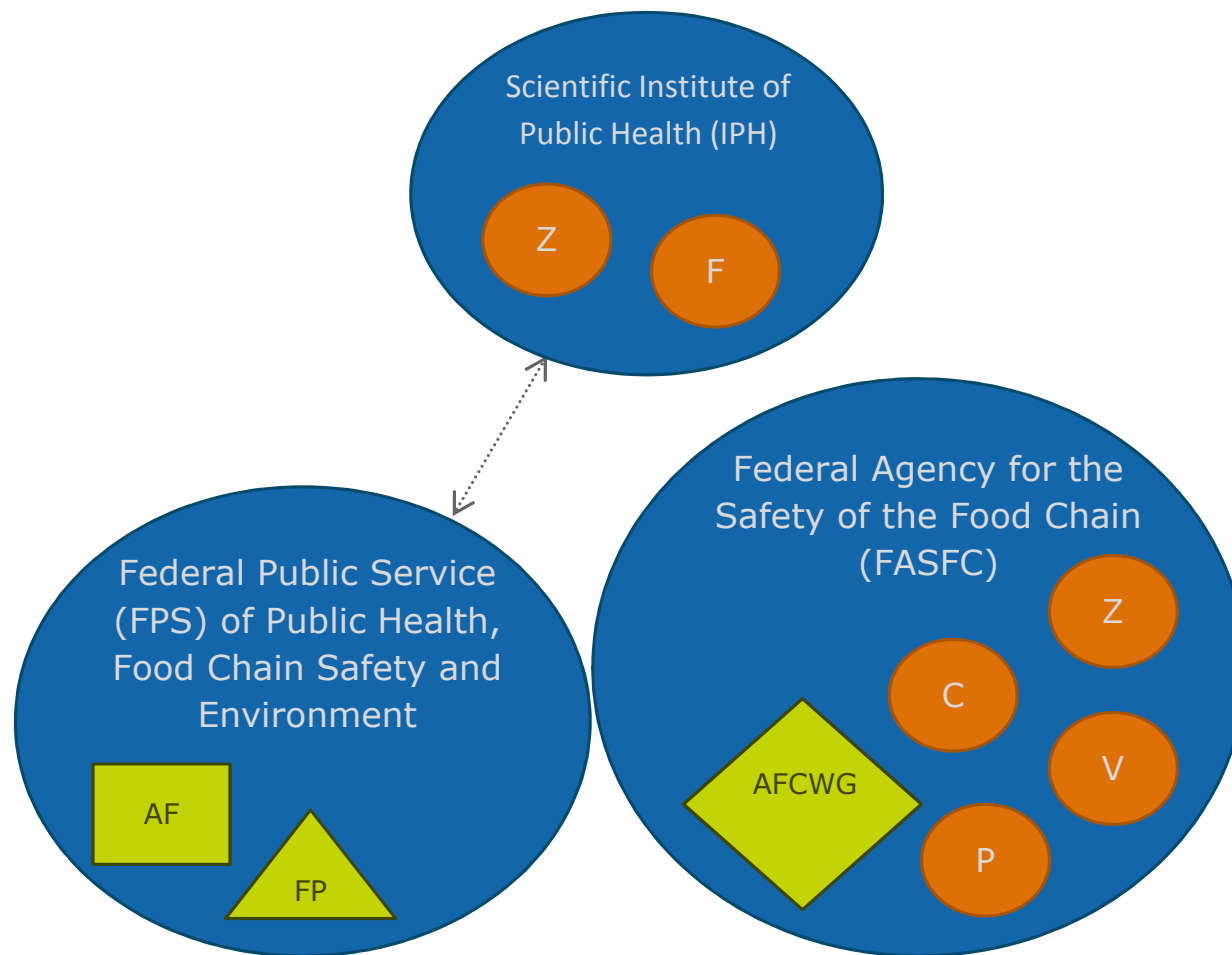 Scientific Institute of
Public Health (IPH)
Z
F
Federal Agency for the
Safety of the Food Chain
(FASFC)
Z
C
V
AFCWG
P
Federal Public Service
(FPS) of Public Health,
Food Chain Safety and
Environment
AF
FP